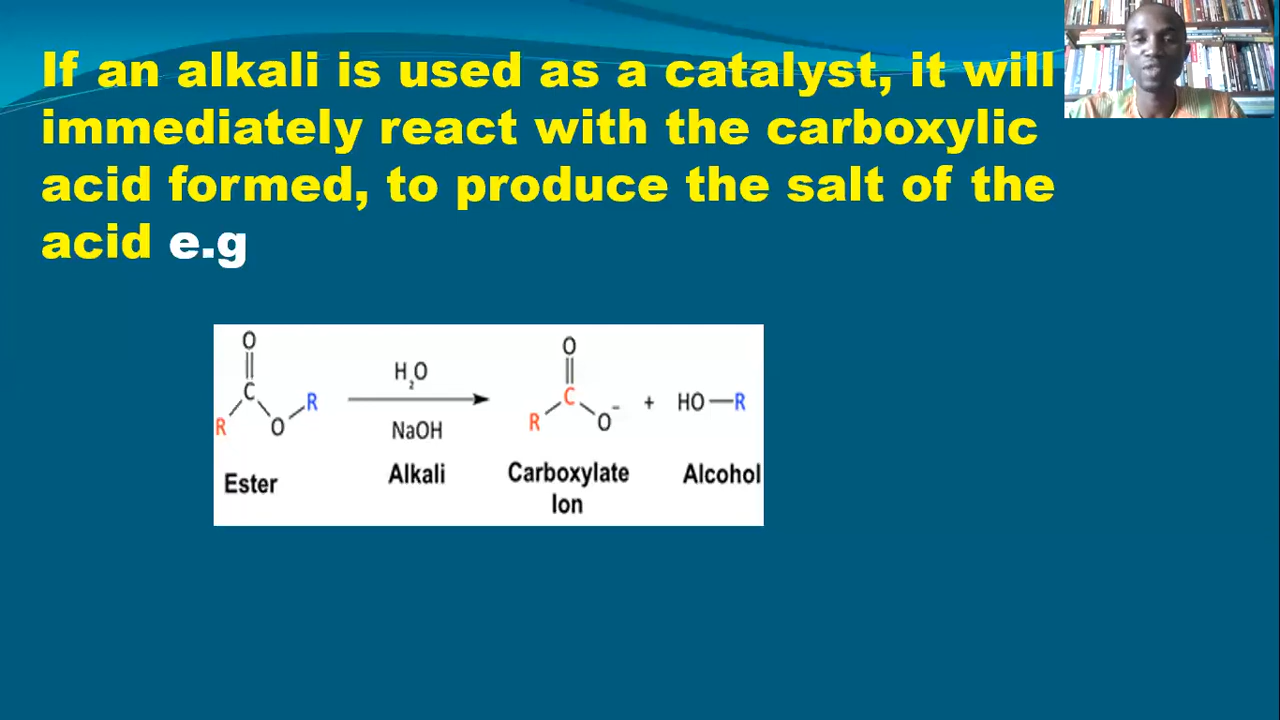 If an alkali is used as a catalyst, it will
immediately react with the carboxylic
acid formed, to produce the salt of the
acid e.g
O
C
R
O
R
H₂O
NaOH
O
C
R
O⁻
+
HO—R
Ester
Alkali
Carboxylate
Ion
Alcohol